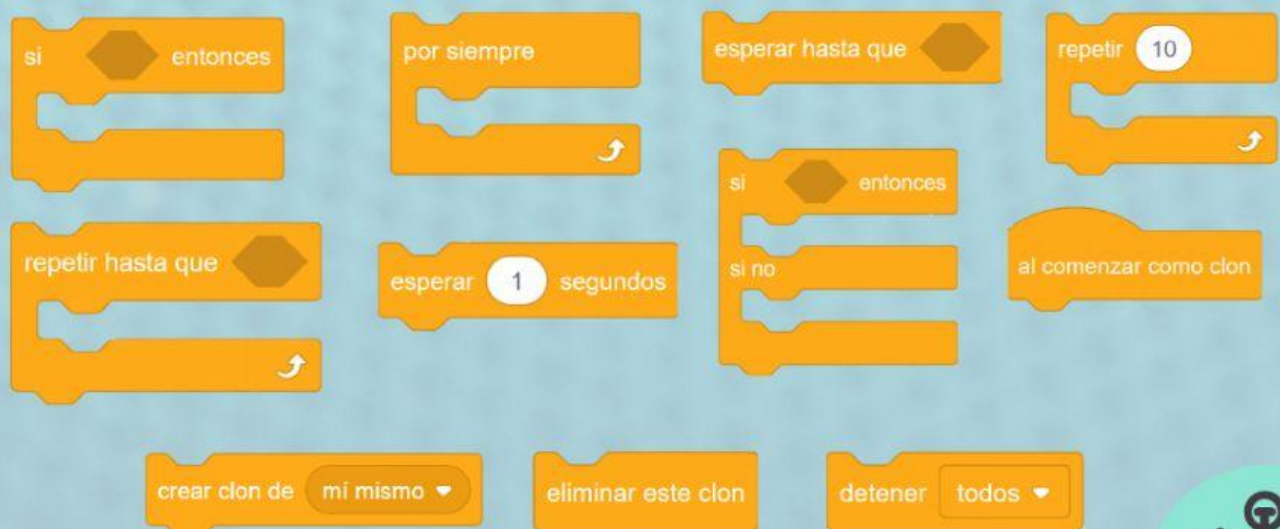 si entonces
por siempre
esperar hasta que
repetir 10
si entonces
si no
repetir hasta que
esperar 1 segundos
al comenzar como clon
crear clon de mí mismo
eliminar este clon
detener todos